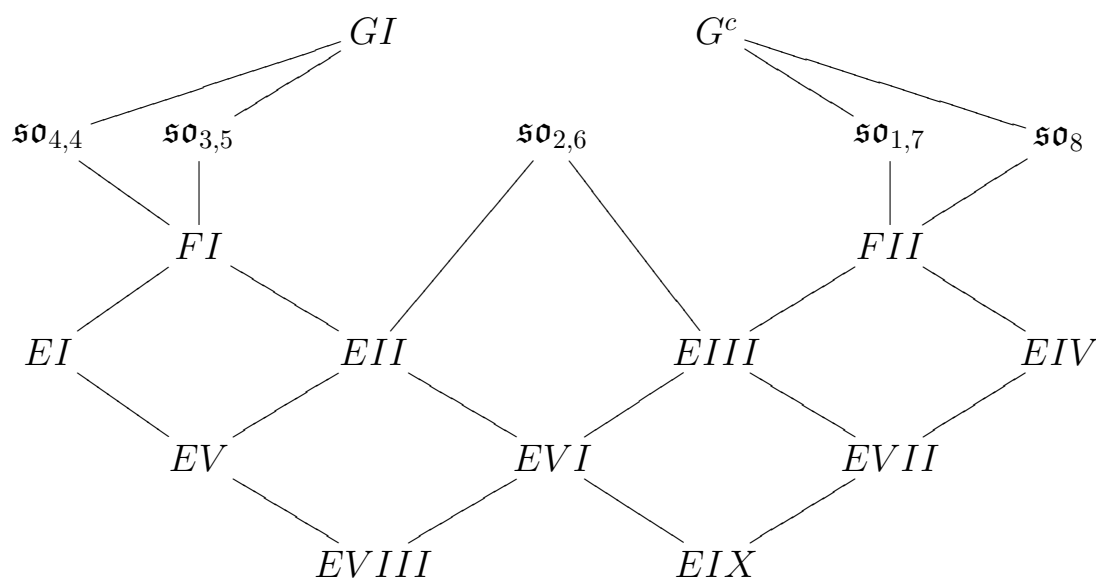 GI G^c
𝔰𝔬_{4,4} 𝔰𝔬_{3,5} 𝔰𝔬_{2,6} 𝔰𝔬_{1,7} 𝔰𝔬_8
FI FII
EI EII EIII EIV
EV EVI EVII
EVIII EIX